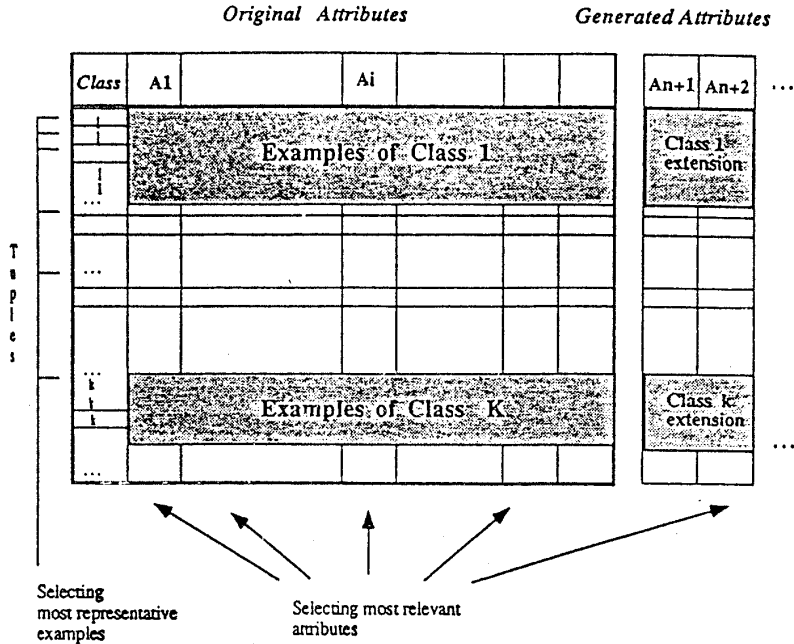 Original Attributes
Generated Attributes
Class
A1
Ai
An+1
An+2
...
Examples of Class 1
Class 1
extension
...
...
Tuples
...
k
k
k
Examples of Class K
Class k
extension
...
...
Selecting
most representative
examples
Selecting most relevant
attributes